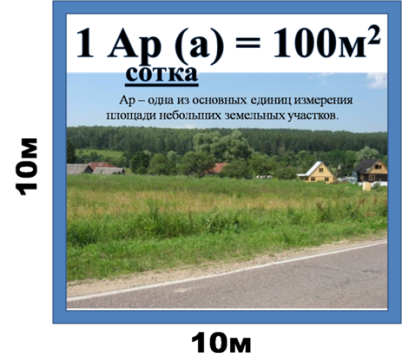 1 Ар (а) = 100м²
сотка
Ар – одна из основных единиц измерения
площади небольших земельных участков.
10м
10м